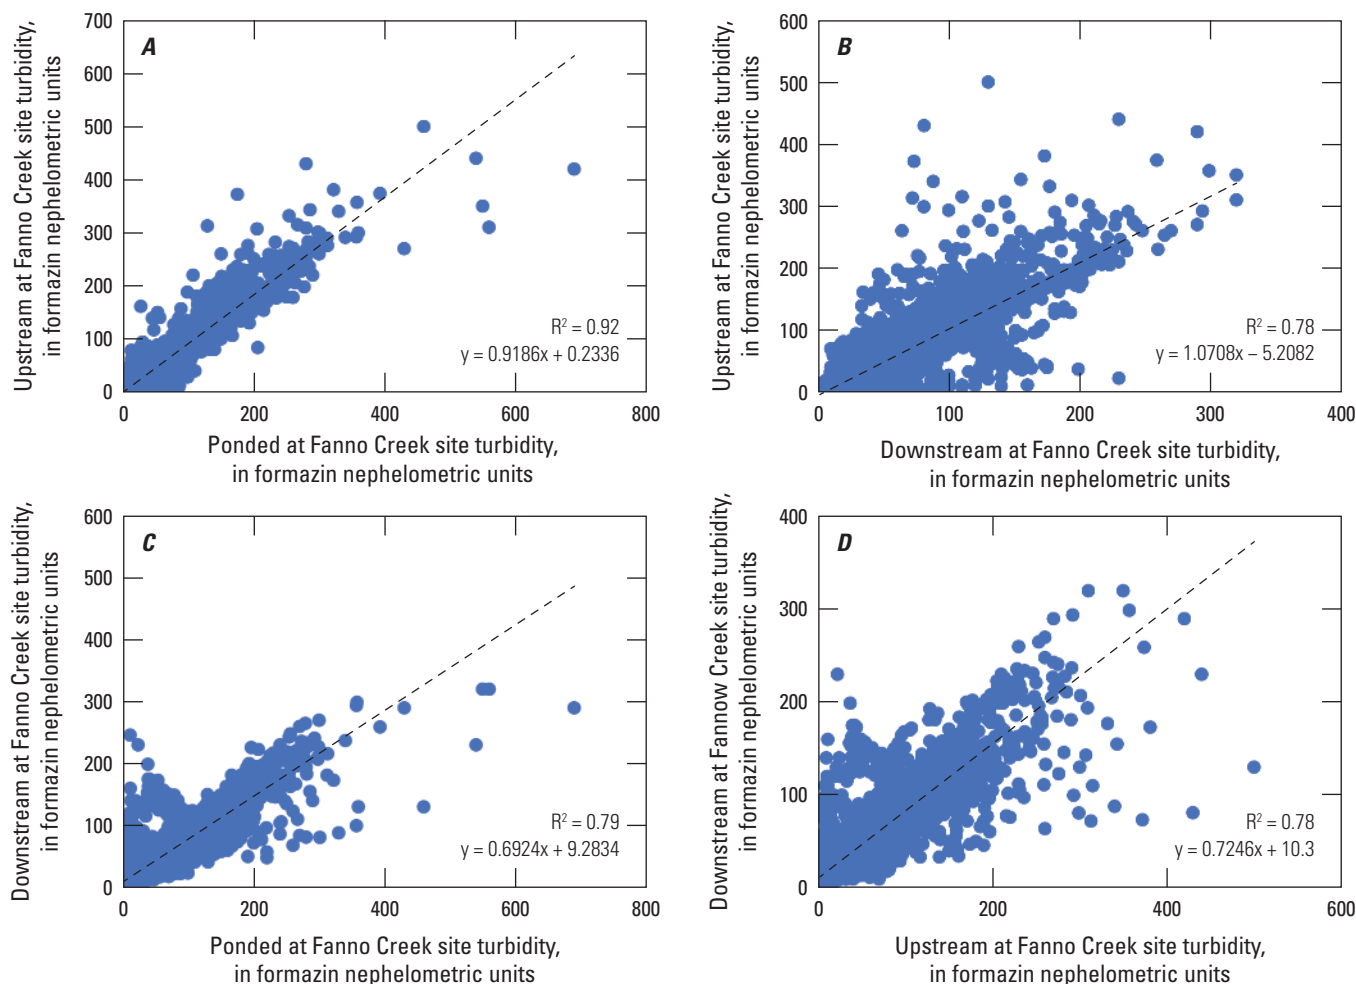 A
Upstream at Fanno Creek site turbidity,
in formazin nephelometric units
700
600
500
400
300
200
100
0
R² = 0.92
y = 0.9186x + 0.2336
0 200 400 600 800
Ponded at Fanno Creek site turbidity,
in formazin nephelometric units
B
Upstream at Fanno Creek site turbidity,
in formazin nephelometric units
600
500
400
300
200
100
0
R² = 0.78
y = 1.0708x – 5.2082
0 100 200 300 400
Downstream at Fanno Creek site turbidity,
in formazin nephelometric units
C
Downstream at Fanno Creek site turbidity,
in formazin nephelometric units
600
500
400
300
200
100
0
R² = 0.79
y = 0.6924x + 9.2834
0 200 400 600 800
Ponded at Fanno Creek site turbidity,
in formazin nephelometric units
D
Downstream at Fannow Creek site turbidity,
in formazin nephelometric units
400
300
200
100
0
R² = 0.78
y = 0.7246x + 10.3
0 200 400 600
Upstream at Fanno Creek site turbidity,
in formazin nephelometric units